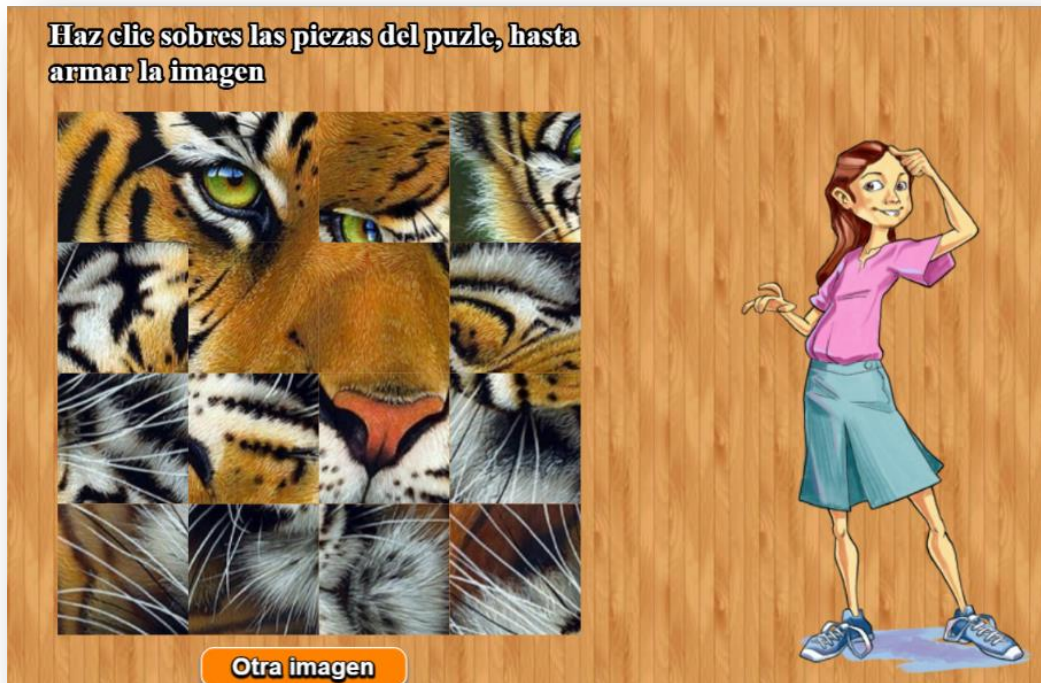 Haz clic sobres las piezas del puzle, hasta
armar la imagen
Otra imagen